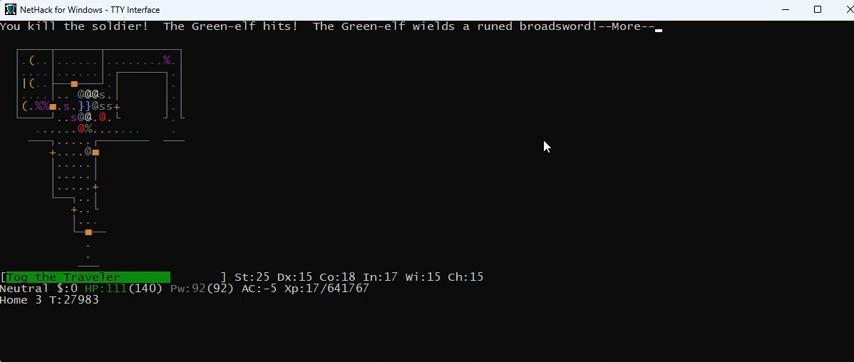 NetHack for Windows - TTY Interface
You kill the soldier!  The Green-elf hits!  The Green-elf wields a runed broadsword!--More--
[Tog the Traveler                    ] St:25 Dx:15 Co:18 In:17 Wi:15 Ch:15
Neutral $:0 HP:111(140) Pw:92(92) AC:-5 Xp:17/641767
Home 3 T:27983